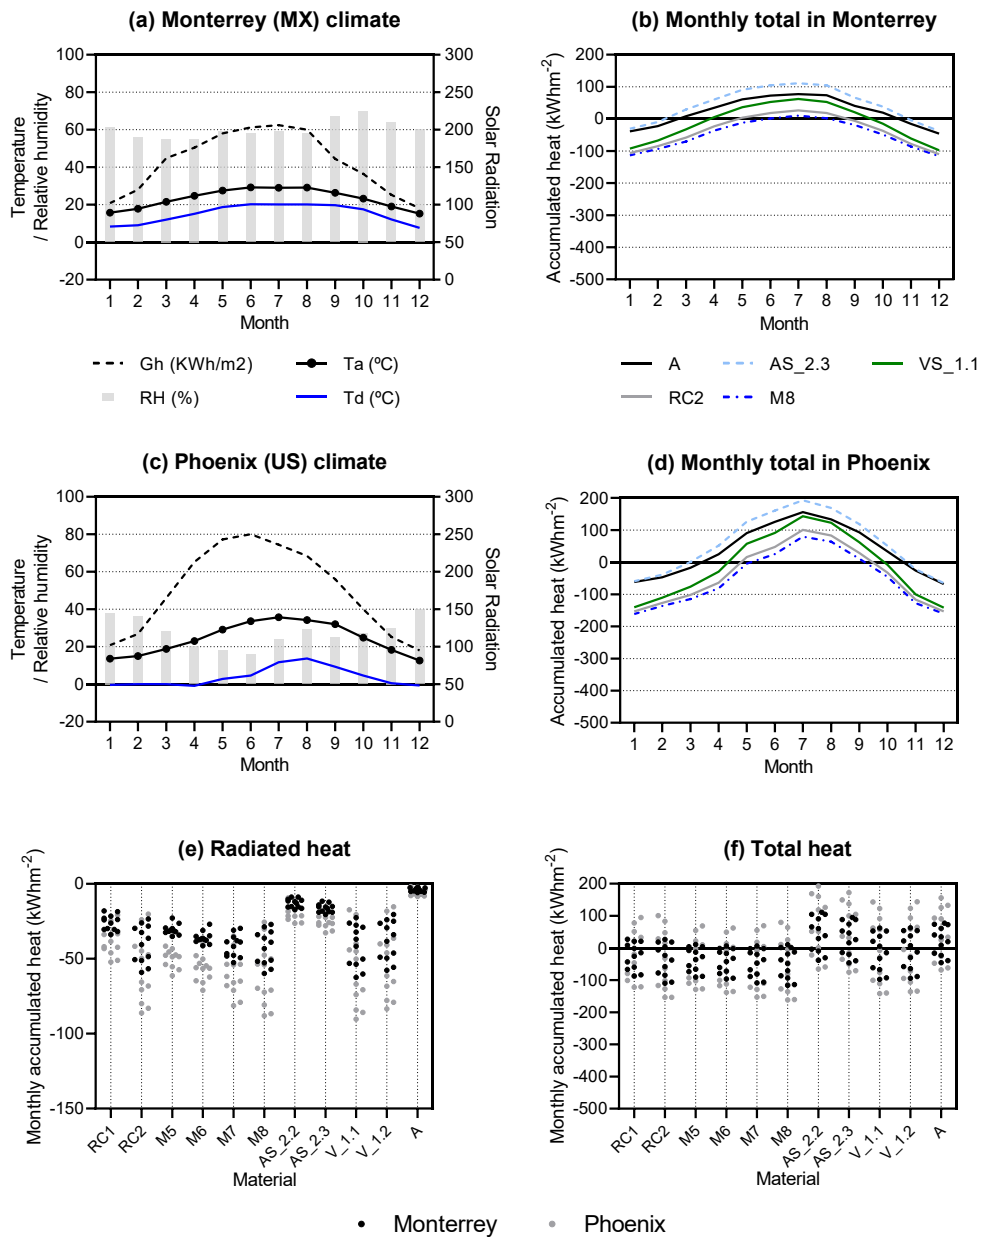 (a) Monterrey (MX) climate
100
80
60
40
20
0
-20
300
250
200
150
100
50
0
Temperature
/ Relative humidity
Solar Radiation
1 2 3 4 5 6 7 8 9 10 11 12
Month
Gh (KWh/m2)
Ta (ºC)
RH (%)
Td (ºC)
(b) Monthly total in Monterrey
200
100
0
-100
-200
-300
-400
-500
Accumulated heat (kWhm-2)
1 2 3 4 5 6 7 8 9 10 11 12
Month
A
AS_2.3
VS_1.1
RC2
M8
(c) Phoenix (US) climate
100
80
60
40
20
0
-20
300
250
200
150
100
50
0
Temperature
/ Relative humidity
Solar Radiation
1 2 3 4 5 6 7 8 9 10 11 12
Month
(d) Monthly total in Phoenix
200
100
0
-100
-200
-300
-400
-500
Accumulated heat (kWhm-2)
1 2 3 4 5 6 7 8 9 10 11 12
Month
(e) Radiated heat
0
-50
-100
-150
Monthly accumulated heat (kWhm-2)
RC1 RC2 M5 M6 M7 M8 AS_2.2 AS_2.3 V_1.1 V_1.2 A
Material
(f) Total heat
200
100
0
-100
-200
-300
-400
-500
Monthly accumulated heat (kWhm-2)
RC1 RC2 M5 M6 M7 M8 AS_2.2 AS_2.3 V_1.1 V_1.2 A
Material
Monterrey
Phoenix